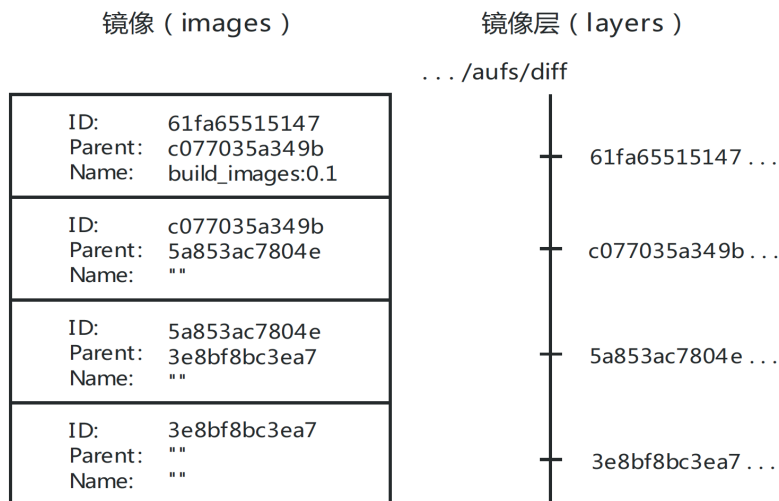 镜像（images）
ID: 61fa65515147
Parent: c077035a349b
Name: build_images:0.1
ID: c077035a349b
Parent: 5a853ac7804e
Name: ""
ID: 5a853ac7804e
Parent: 3e8bf8bc3ea7
Name: ""
ID: 3e8bf8bc3ea7
Parent: ""
Name: ""
镜像层（layers）
.../aufs/diff
61fa65515147...
c077035a349b...
5a853ac7804e...
3e8bf8bc3ea7...